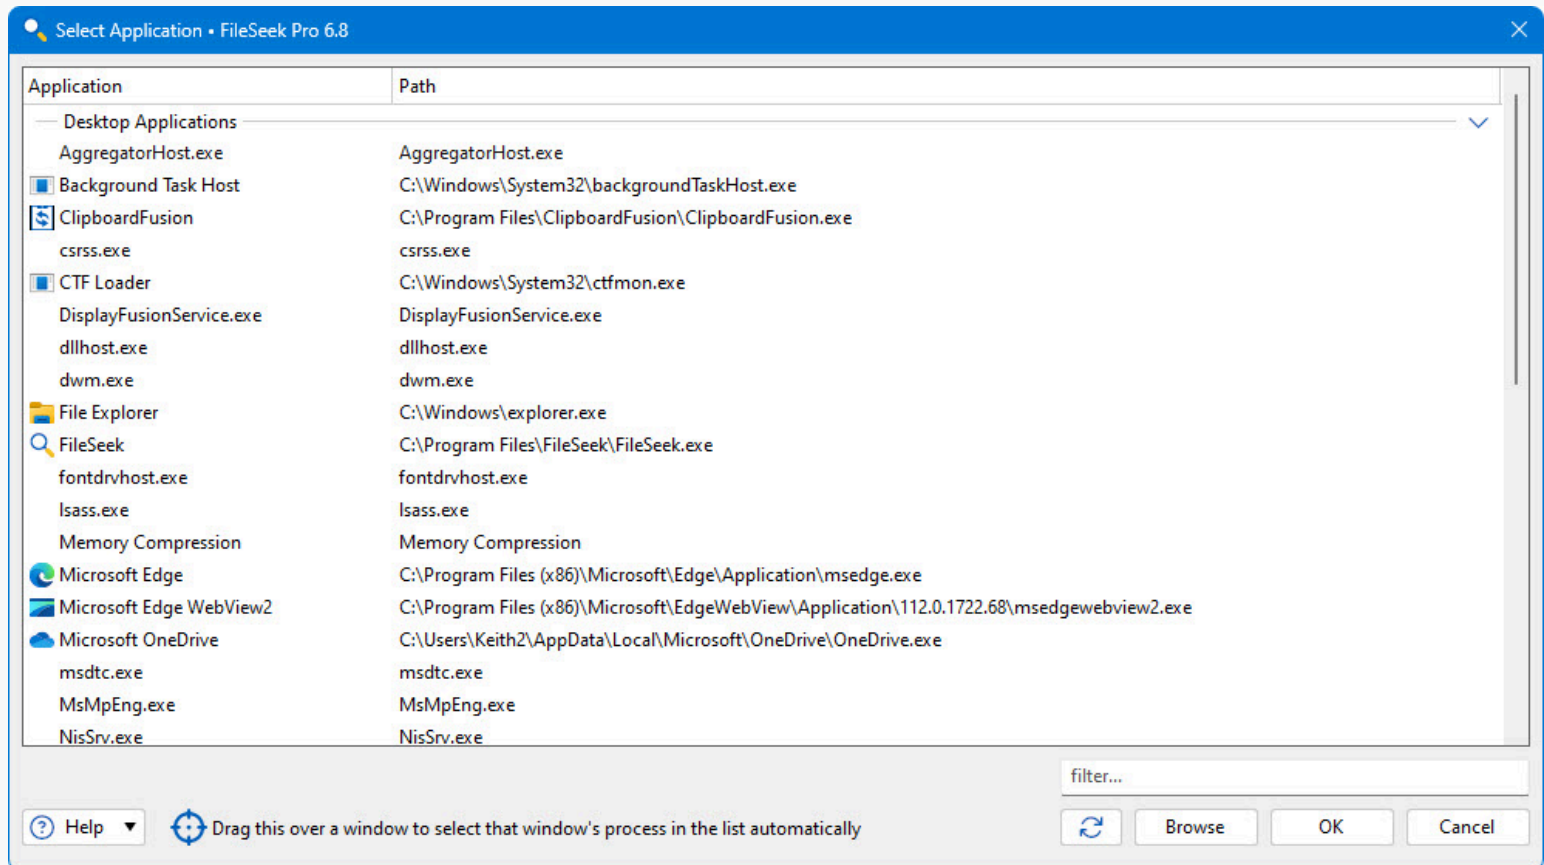 Select Application • FileSeek Pro 6.8
Application Path
Desktop Applications
AggregatorHost.exe AggregatorHost.exe
Background Task Host C:\Windows\System32\backgroundTaskHost.exe
ClipboardFusion C:\Program Files\ClipboardFusion\ClipboardFusion.exe
csrss.exe csrss.exe
CTF Loader C:\Windows\System32\ctfmon.exe
DisplayFusionService.exe DisplayFusionService.exe
dllhost.exe dllhost.exe
dwm.exe dwm.exe
File Explorer C:\Windows\explorer.exe
FileSeek C:\Program Files\FileSeek\FileSeek.exe
fontdrvhost.exe fontdrvhost.exe
lsass.exe lsass.exe
Memory Compression Memory Compression
Microsoft Edge C:\Program Files (x86)\Microsoft\Edge\Application\msedge.exe
Microsoft Edge WebView2 C:\Program Files (x86)\Microsoft\EdgeWebView\Application\112.0.1722.68\msedgewebview2.exe
Microsoft OneDrive C:\Users\Keith2\AppData\Local\Microsoft\OneDrive\OneDrive.exe
msdtc.exe msdtc.exe
MsMpEng.exe MsMpEng.exe
NisSrv.exe NisSrv.exe
filter...
? Help Drag this over a window to select that window's process in the list automatically Browse OK Cancel